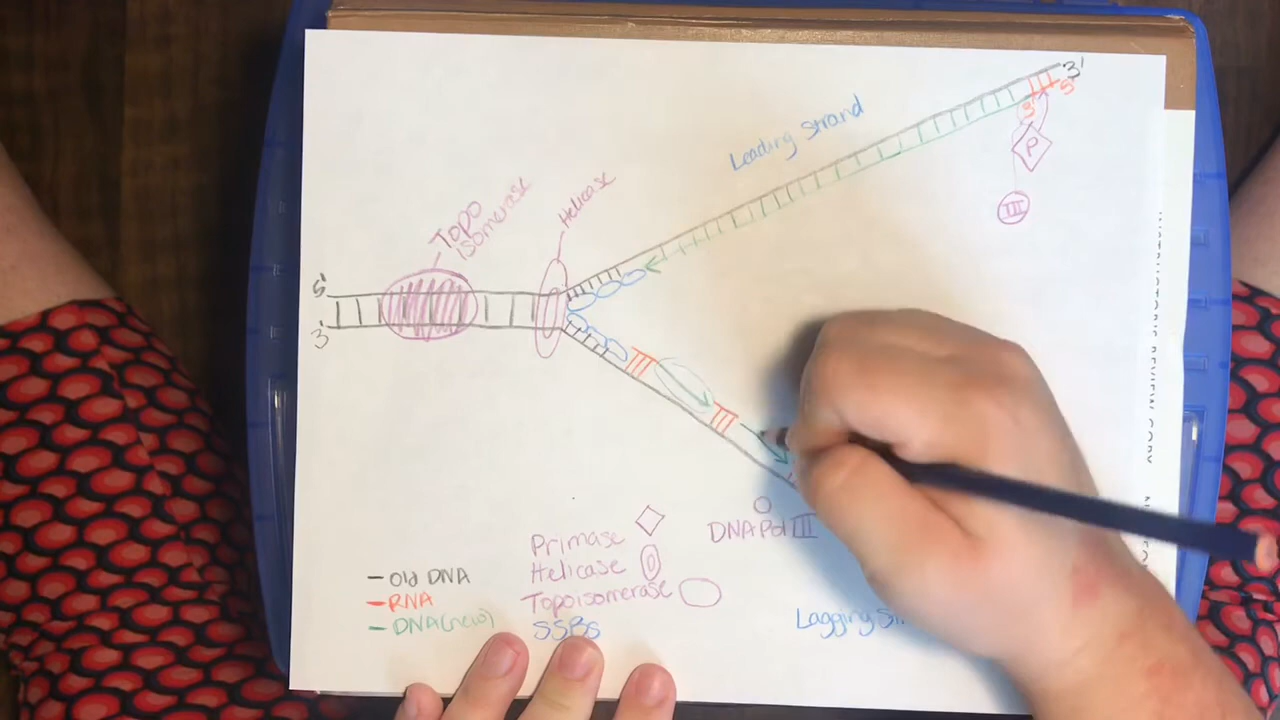 3'
5'
3'
P
III
Leading Strand
Topo
isomerase
Helicase
5'
3'
DNA Pol III
Primase
Helicase
Topoisomerase
SSBs
- Old DNA
- RNA
- DNA (new)
Lagging